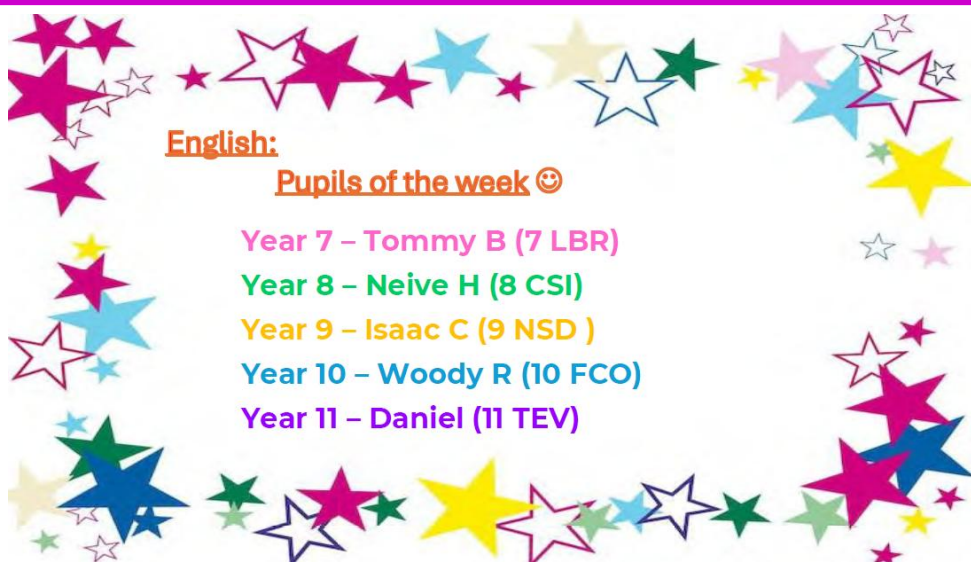 English:
Pupils of the week ☺
Year 7 – Tommy B (7 LBR)
Year 8 – Neive H (8 CSI)
Year 9 – Isaac C (9 NSD )
Year 10 – Woody R (10 FCO)
Year 11 – Daniel (11 TEV)